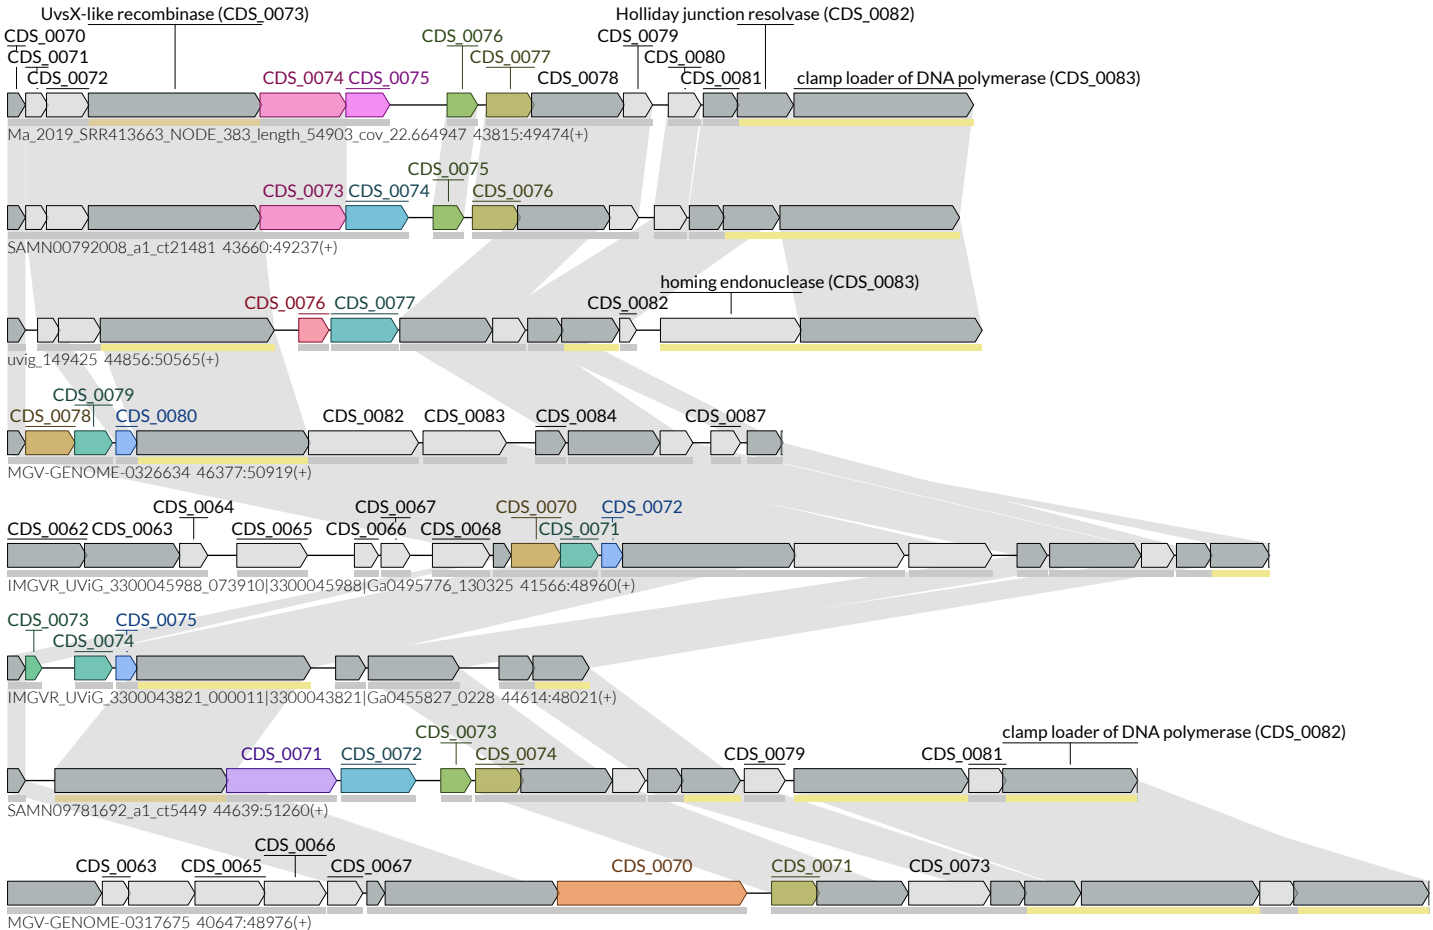 UvsX-like recombinase (CDS_0073) Holliday junction resolvase (CDS_0082)
CDS_0070 CDS_0076 CDS_0079
CDS_0071 CDS_0077 CDS_0080
CDS_0072 CDS_0074 CDS_0075 CDS_0078 CDS_0081 clamp loader of DNA polymerase (CDS_0083)
Ma_2019_SRR413663_NODE_383_length_54903_cov_22.664947 43815:49474(+)
CDS_0075
CDS_0073 CDS_0074 CDS_0076
SAMN00792008_a1_ct21481 43660:49237(+)
homing endonuclease (CDS_0083)
CDS_0076 CDS_0077 CDS_0082
uvig_149425 44856:50565(+)
CDS_0079
CDS_0078 CDS_0080 CDS_0082 CDS_0083 CDS_0084 CDS_0087
MGV-GENOME-0326634 46377:50919(+)
CDS_0064 CDS_0067 CDS_0070 CDS_0072
CDS_0062 CDS_0063 CDS_0065 CDS_0066 CDS_0068 CDS_0071
IMGVR_UViG_3300045988_073910|3300045988|Ga0495776_130325 41566:48960(+)
CDS_0073 CDS_0075
CDS_0074
IMGVR_UViG_3300043821_000011|3300043821|Ga0455827_0228 44614:48021(+)
CDS_0073 clamp loader of DNA polymerase (CDS_0082)
CDS_0071 CDS_0072 CDS_0074 CDS_0079 CDS_0081
SAMN09781692_a1_ct5449 44639:51260(+)
CDS_0066
CDS_0063 CDS_0065 CDS_0067 CDS_0070 CDS_0071 CDS_0073
MGV-GENOME-0317675 40647:48976(+)